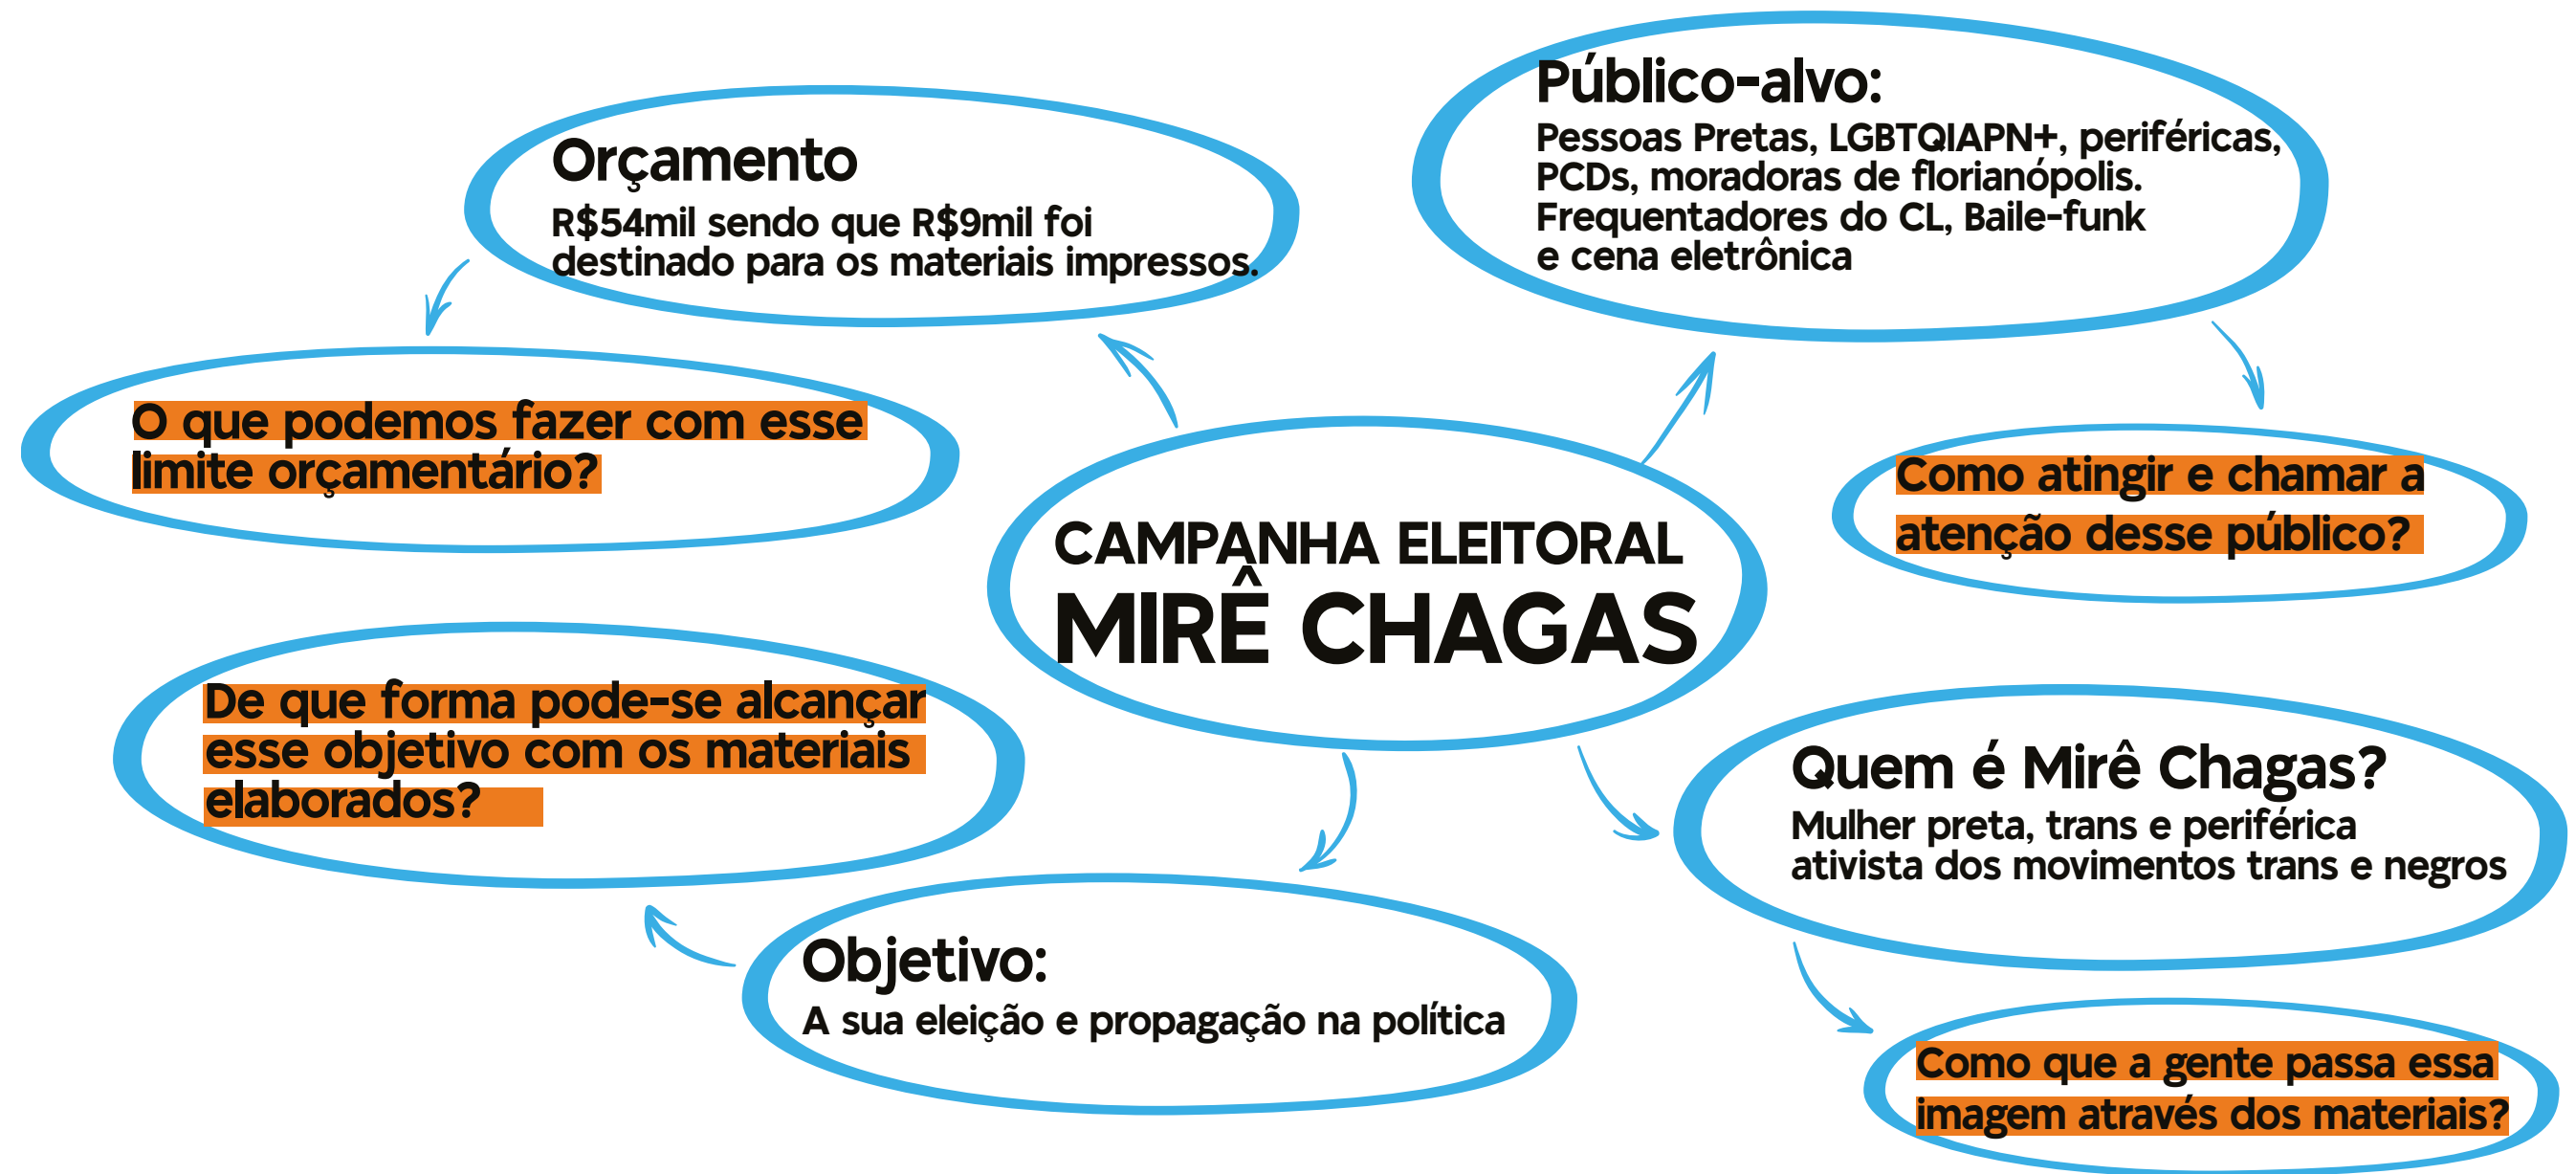 Orçamento
R$54mil sendo que R$9mil foi
destinado para os materiais impressos.
Público-alvo:
Pessoas Pretas, LGBTQIAPN+, periféricas,
PCDs, moradoras de florianópolis.
Frequentadores do CL, Baile-funk
e cena eletrônica
O que podemos fazer com esse
limite orçamentário?
Como atingir e chamar a
atenção desse público?
CAMPANHA ELEITORAL
MIRÊ CHAGAS
De que forma pode-se alcançar
esse objetivo com os materiais
elaborados?
Quem é Mirê Chagas?
Mulher preta, trans e periférica
ativista dos movimentos trans e negros
Objetivo:
A sua eleição e propagação na política
Como que a gente passa essa
imagem através dos materiais?